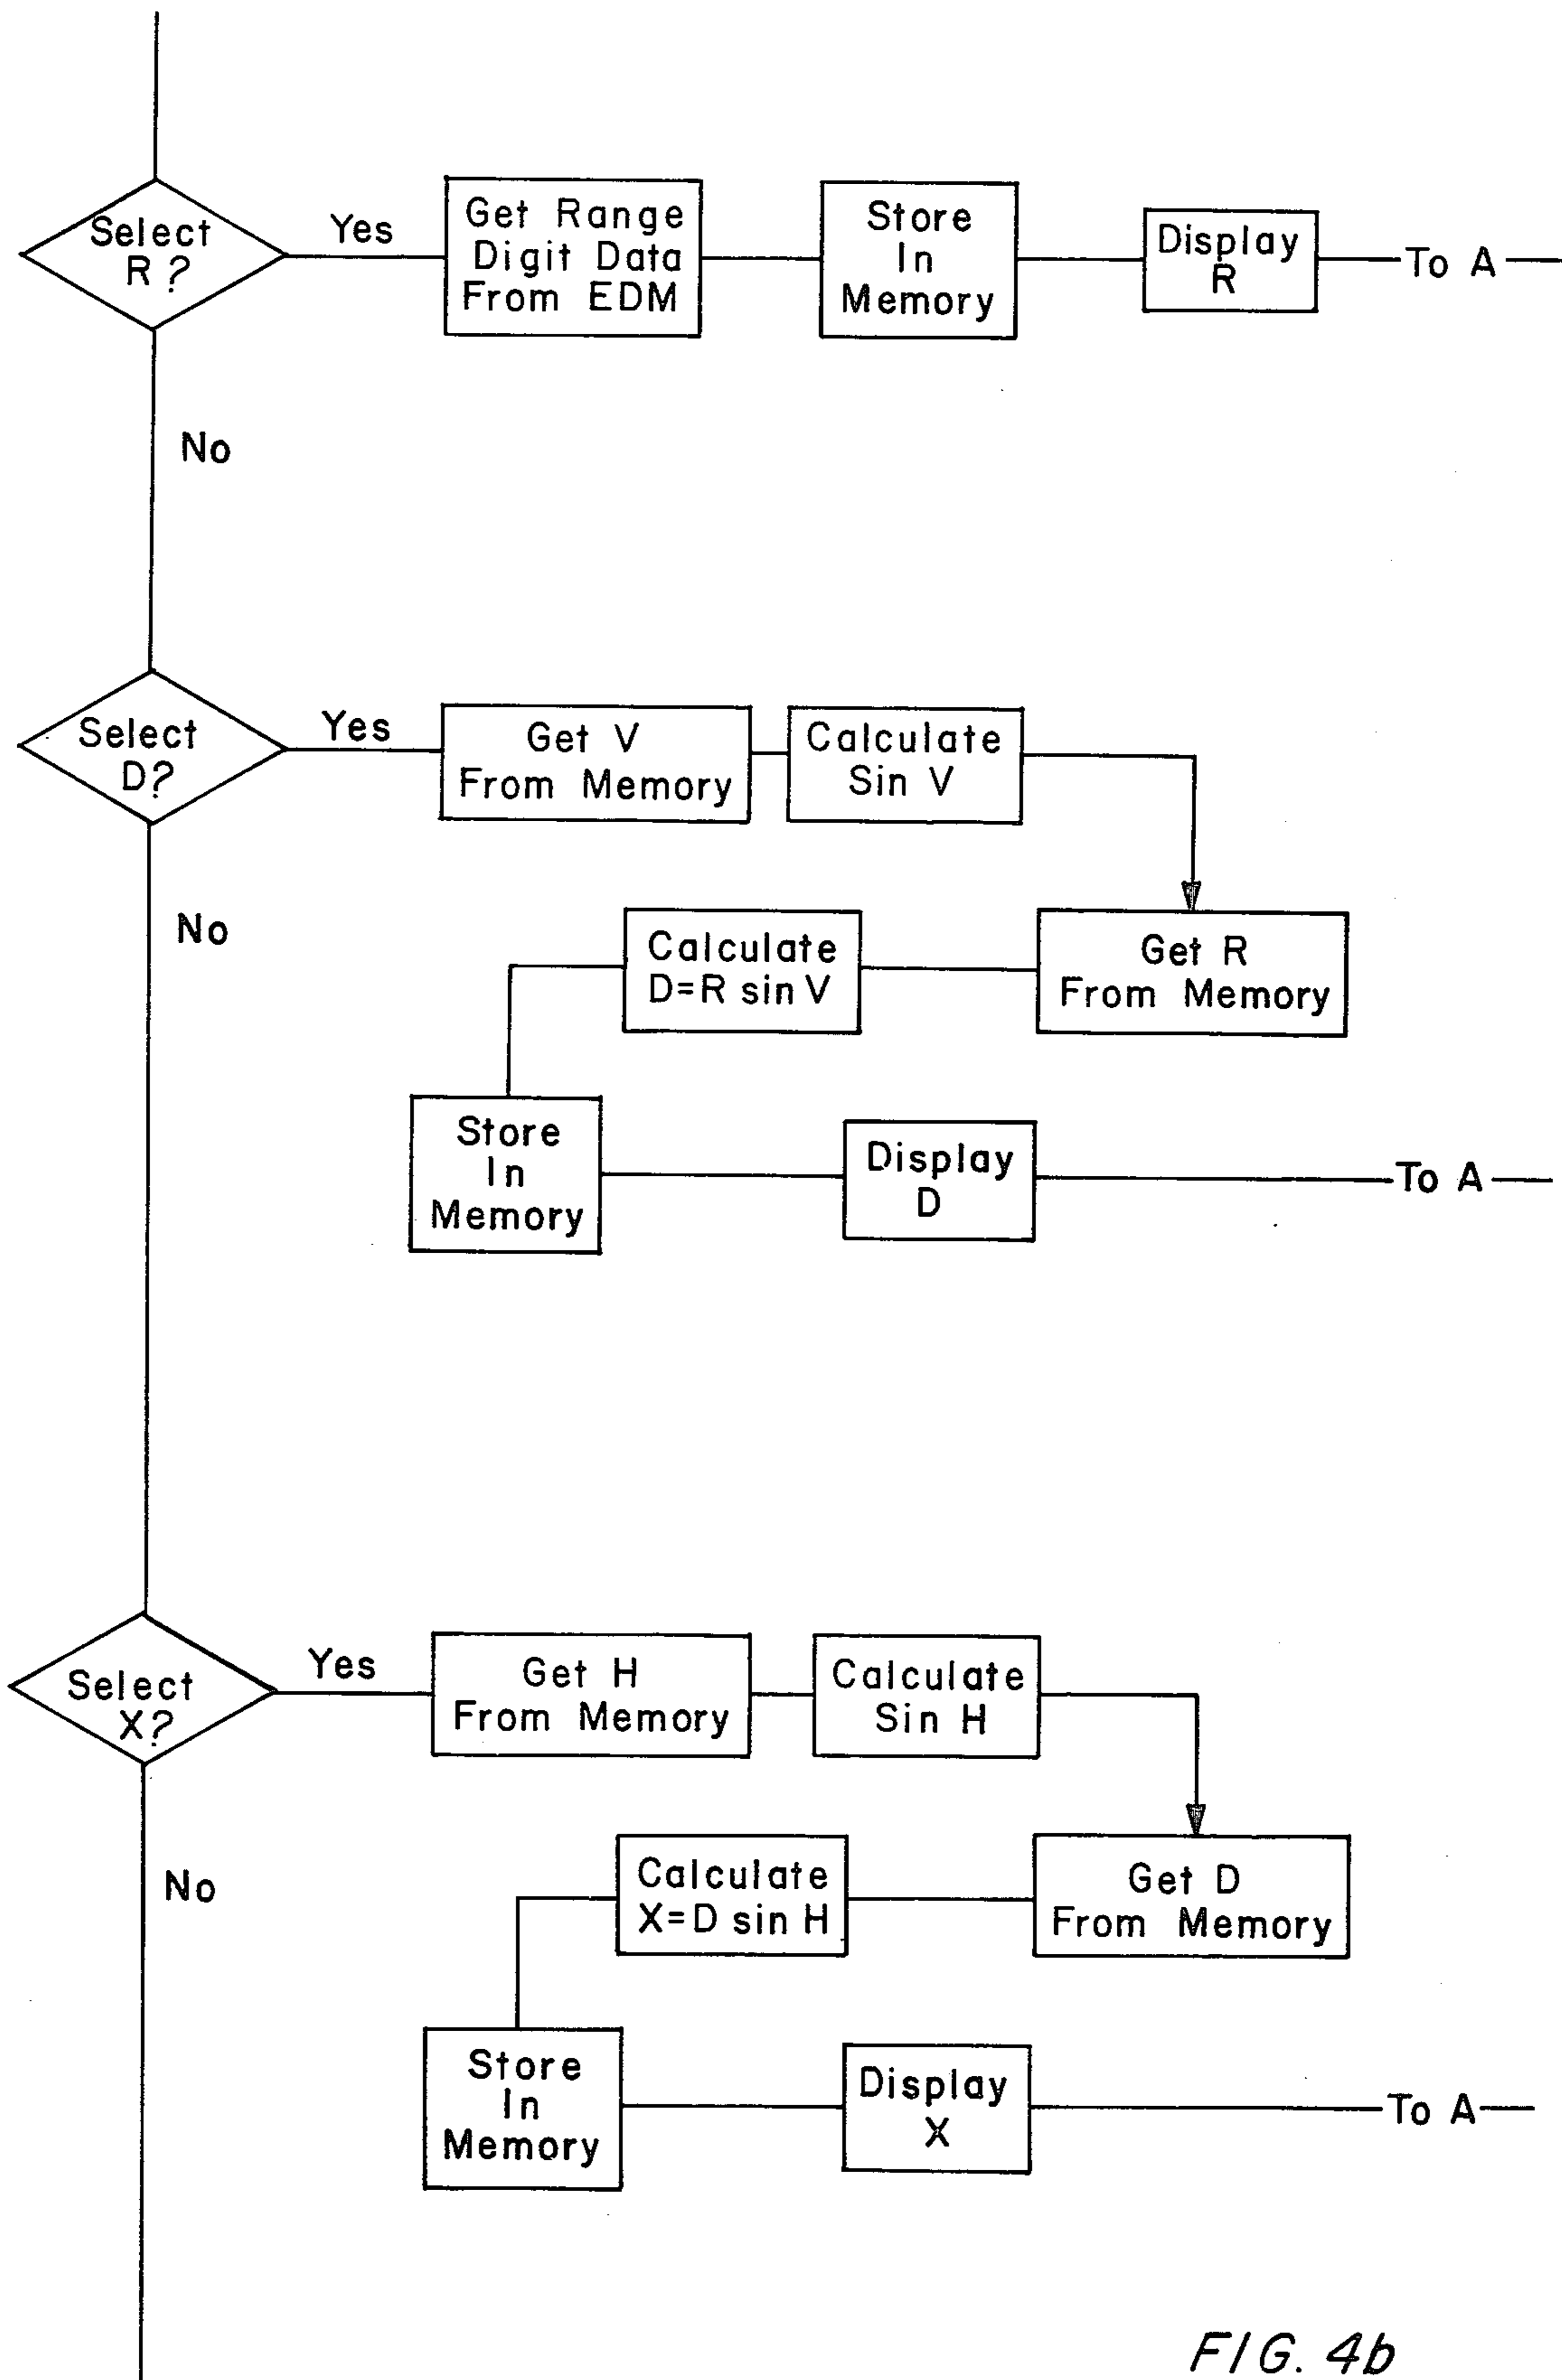 Select
R?
Yes
Get Range
Digit Data
From EDM
Store
In
Memory
Display
R
To A
No
Select
D?
Yes
Get V
From Memory
Calculate
Sin V
No
Calculate
D=R sin V
Get R
From Memory
Store
In
Memory
Display
D
To A
Select
X?
Yes
Get H
From Memory
Calculate
Sin H
No
Calculate
X=D sin H
Get D
From Memory
Store
In
Memory
Display
X
To A
FIG. 4b